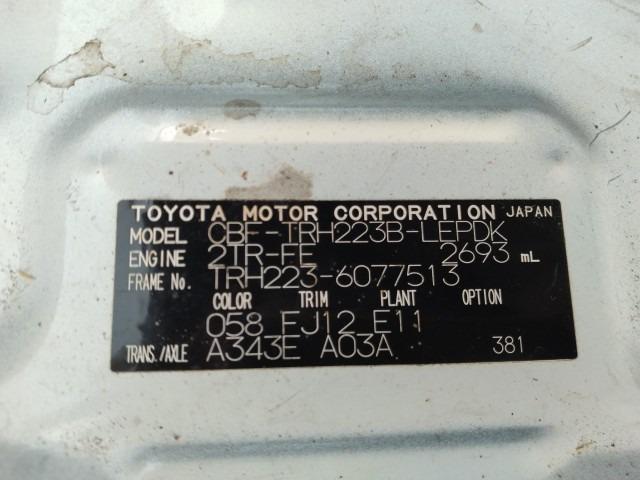 TOYOTA MOTOR CORPORATION JAPAN
MODEL CBF-TRH223B-LEPDK
ENGINE 2TR-FE 2693 mL
FRAME No. TRH223-6077513
COLOR TRIM PLANT OPTION
058 FJ12 E11
TRANS./AXLE A343E A03A 381